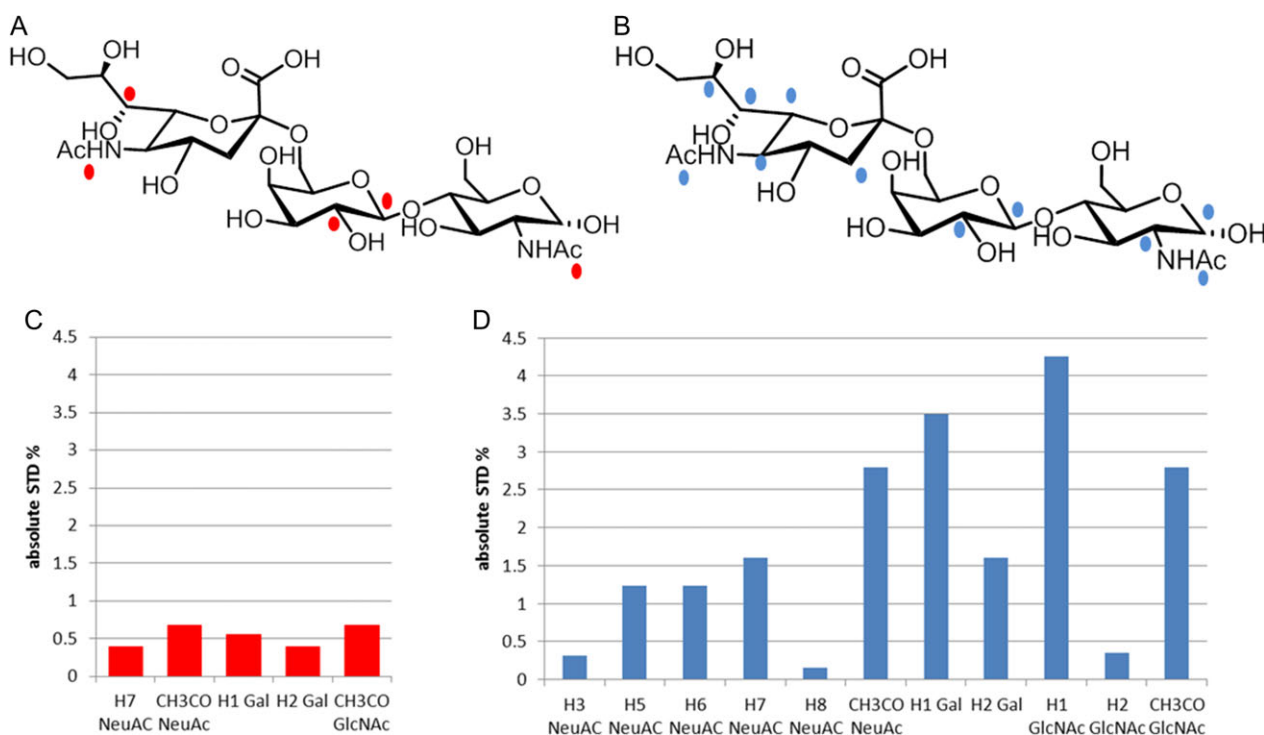 A
B
HO
OH
O
OH
HO
O
O
AcHN
HO
OH
O
HO
OH
O
HO
OH
O
NHAc
OH
HO
OH
O
OH
HO
O
O
AcHN
HO
OH
O
HO
OH
O
HO
OH
O
NHAc
OH
C
absolute STD %
4.5
4
3.5
3
2.5
2
1.5
1
0.5
0
H7 NeuAC
CH3CO NeuAc
H1 Gal
H2 Gal
CH3CO GlcNAc
D
absolute STD %
4.5
4
3.5
3
2.5
2
1.5
1
0.5
0
H3 NeuAC
H5 NeuAC
H6 NeuAC
H7 NeuAC
H8 NeuAC
CH3CO NeuAc
H1 Gal
H2 Gal
H1 GlcNAc
H2 GlcNAc
CH3CO GlcNAc